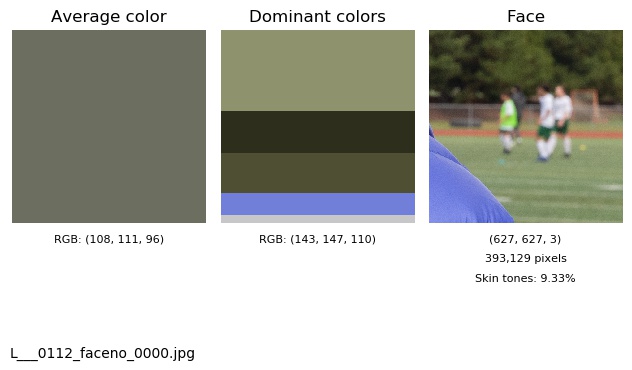 Average color
Dominant colors
Face
RGB: (108, 111, 96)
RGB: (143, 147, 110)
(627, 627, 3)
393,129 pixels
Skin tones: 9.33%
L___0112_faceno_0000.jpg